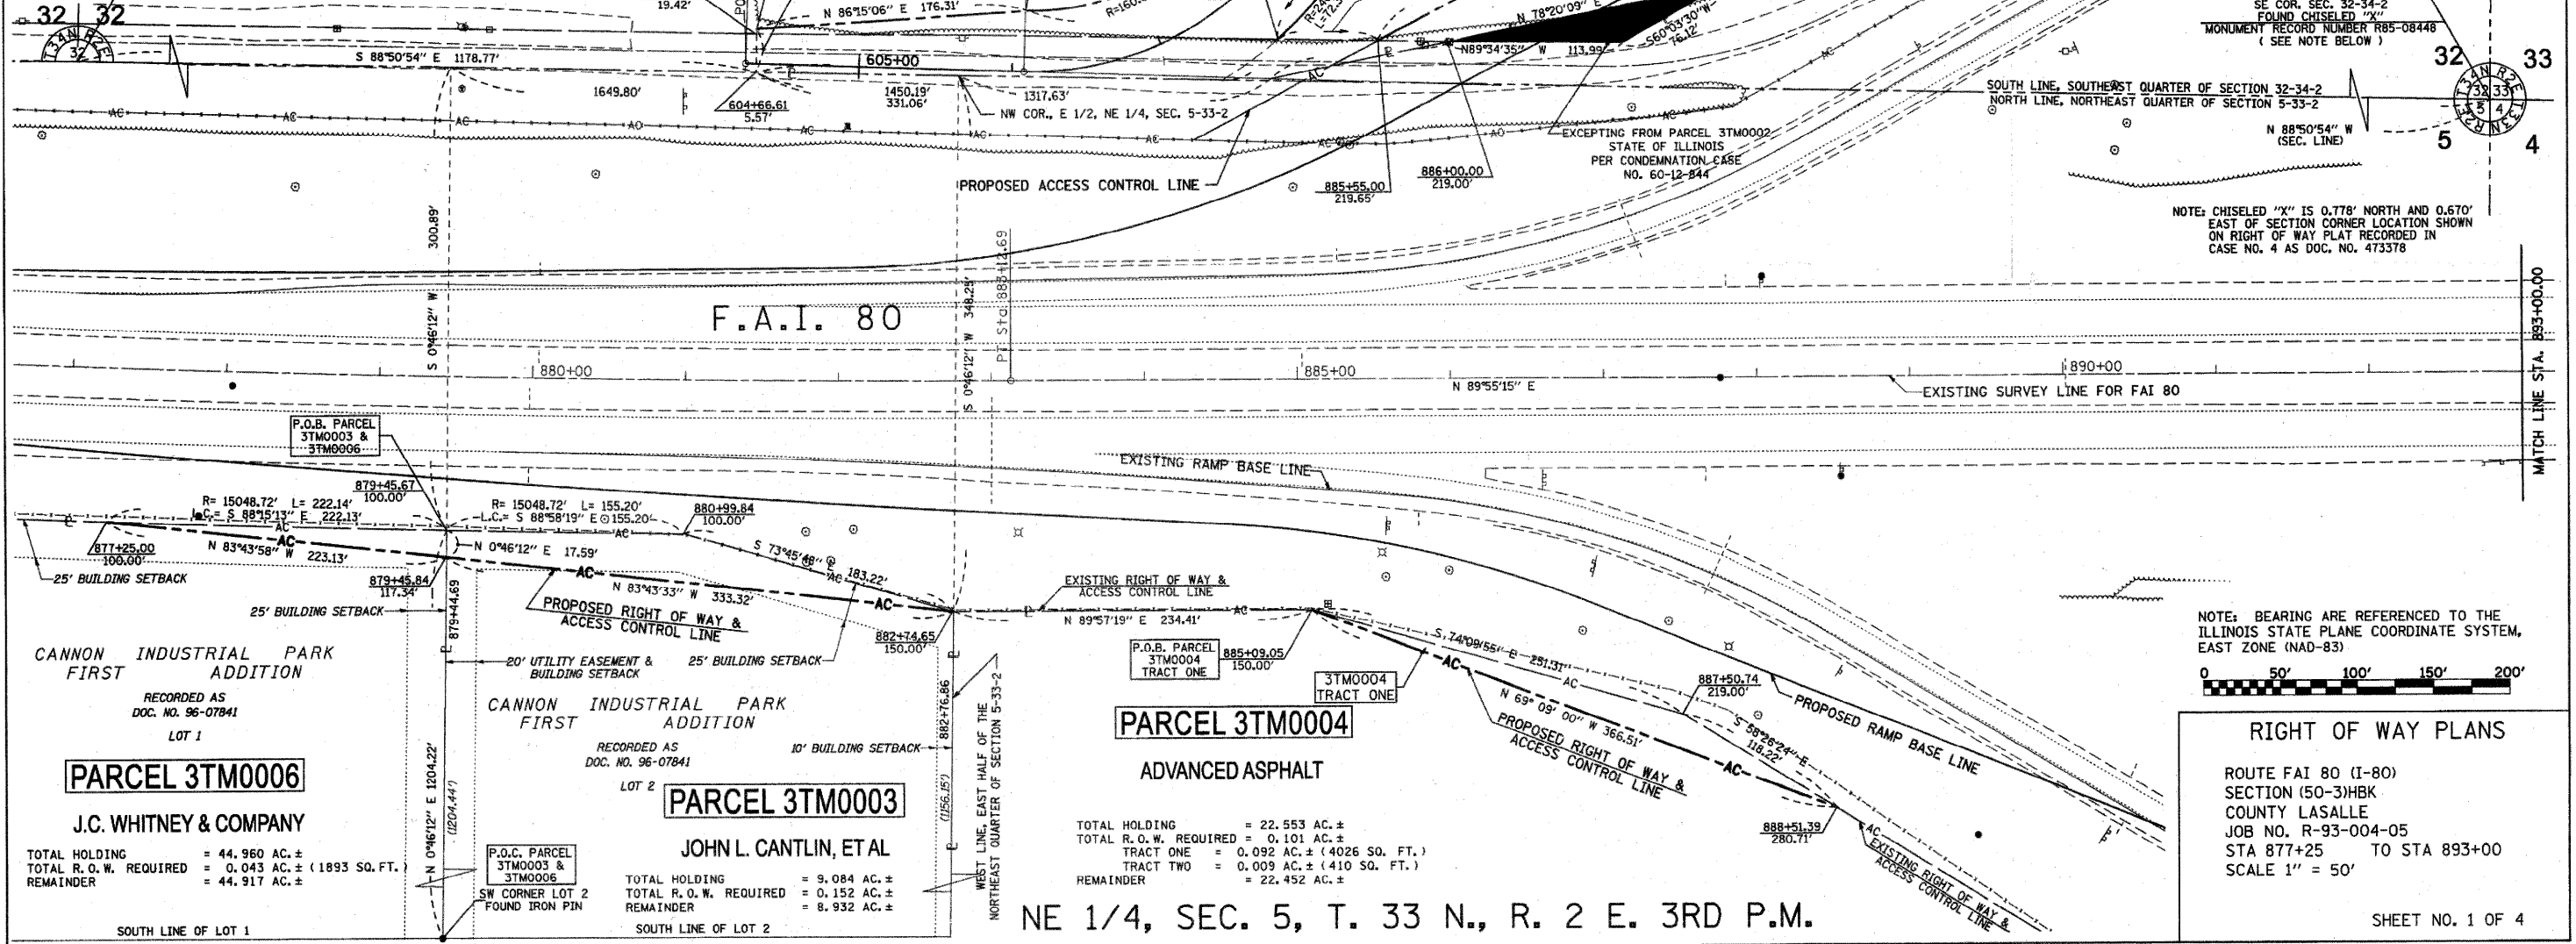 32 32
T34N R2E
32
19.42'
N 86°15'06" E 176.31'
N 78°20'09" E
S60°03'30"W
76.12'
N89°34'35" W 113.99'
SE COR. SEC. 32-34-2
FOUND CHISELED "X"
MONUMENT RECORD NUMBER R85-08448
( SEE NOTE BELOW )
32 33
T34N R2E
32 33
5 4
T33N R2E
5 4
S 88°50'54" E 1178.77'
605+00
1649.80'
604+66.61
5.57'
1450.19'
331.06'
1317.63'
NW COR., E 1/2, NE 1/4, SEC. 5-33-2
SOUTH LINE, SOUTHEAST QUARTER OF SECTION 32-34-2
NORTH LINE, NORTHEAST QUARTER OF SECTION 5-33-2
N 88°50'54" W
(SEC. LINE)
EXCEPTING FROM PARCEL 3TM0002
STATE OF ILLINOIS
PER CONDEMNATION CASE
NO. 60-12-844
PROPOSED ACCESS CONTROL LINE
885+55.00
219.65'
886+00.00
219.00'
NOTE: CHISELED "X" IS 0.778' NORTH AND 0.670'
EAST OF SECTION CORNER LOCATION SHOWN
ON RIGHT OF WAY PLAT RECORDED IN
CASE NO. 4 AS DOC. NO. 473378
S 0°46'12" W 300.89'
S 0°46'12" W 348.25'
F.A.I. 80
880+00
885+00
890+00
N 89°55'15" E
EXISTING SURVEY LINE FOR FAI 80
MATCH LINE STA. 893+00.00
P.O.B. PARCEL
3TM0003 &
3TM0006
EXISTING RAMP BASE LINE
879+45.67
100.00'
R= 15048.72' L= 222.14'
L.C.= S 88°15'13" E 222.13'
R= 15048.72' L= 155.20'
L.C.= S 88°58'19" E 155.20'
880+99.84
100.00'
877+25.00
100.00'
N 83°43'58" W 223.13'
N 0°46'12" E 17.59'
S 73°45'48" E 183.22'
25' BUILDING SETBACK
879+45.84
117.34'
25' BUILDING SETBACK
879+44.69
N 83°43'33" W 333.32'
PROPOSED RIGHT OF WAY &
ACCESS CONTROL LINE
EXISTING RIGHT OF WAY &
ACCESS CONTROL LINE
N 89°57'19" E 234.41'
882+74.65
150.00'
20' UTILITY EASEMENT &
BUILDING SETBACK
25' BUILDING SETBACK
P.O.B. PARCEL
3TM0004
TRACT ONE
885+09.05
150.00'
3TM0004
TRACT ONE
S 74°09'55" E 251.31'
887+50.74
219.00'
N 69° 09' 00" W 366.51'
PROPOSED RIGHT OF WAY &
ACCESS CONTROL LINE
S 58°26'24" E
118.22'
PROPOSED RAMP BASE LINE
888+51.39
280.71'
EXISTING RIGHT OF WAY &
ACCESS CONTROL LINE
NOTE: BEARING ARE REFERENCED TO THE
ILLINOIS STATE PLANE COORDINATE SYSTEM,
EAST ZONE (NAD-83)
0 50' 100' 150' 200'
CANNON INDUSTRIAL PARK
FIRST ADDITION
RECORDED AS
DOC. NO. 96-07841
LOT 1
PARCEL 3TM0006
J.C. WHITNEY & COMPANY
TOTAL HOLDING = 44.960 AC.±
TOTAL R.O.W. REQUIRED = 0.043 AC.± (1893 SQ.FT.)
REMAINDER = 44.917 AC.±
SOUTH LINE OF LOT 1
N 0°46'12" E 1204.22'
(1204.44')
P.O.C. PARCEL
3TM0003 &
3TM0006
SW CORNER LOT 2
FOUND IRON PIN
CANNON INDUSTRIAL PARK
FIRST ADDITION
RECORDED AS
DOC. NO. 96-07841
LOT 2
10' BUILDING SETBACK
PARCEL 3TM0003
JOHN L. CANTLIN, ET AL
TOTAL HOLDING = 9.084 AC.±
TOTAL R.O.W. REQUIRED = 0.152 AC.±
REMAINDER = 8.932 AC.±
SOUTH LINE OF LOT 2
882+76.86
(1156.15')
WEST LINE, EAST HALF OF THE
NORTHEAST QUARTER OF SECTION 5-33-2
PARCEL 3TM0004
ADVANCED ASPHALT
TOTAL HOLDING = 22.553 AC.±
TOTAL R.O.W. REQUIRED = 0.101 AC.±
TRACT ONE = 0.092 AC.± (4026 SQ. FT.)
TRACT TWO = 0.009 AC.± (410 SQ. FT.)
REMAINDER = 22.452 AC.±
NE 1/4, SEC. 5, T. 33 N., R. 2 E. 3RD P.M.
RIGHT OF WAY PLANS
ROUTE FAI 80 (I-80)
SECTION (50-3)HBK
COUNTY LASALLE
JOB NO. R-93-004-05
STA 877+25 TO STA 893+00
SCALE 1" = 50'
SHEET NO. 1 OF 4